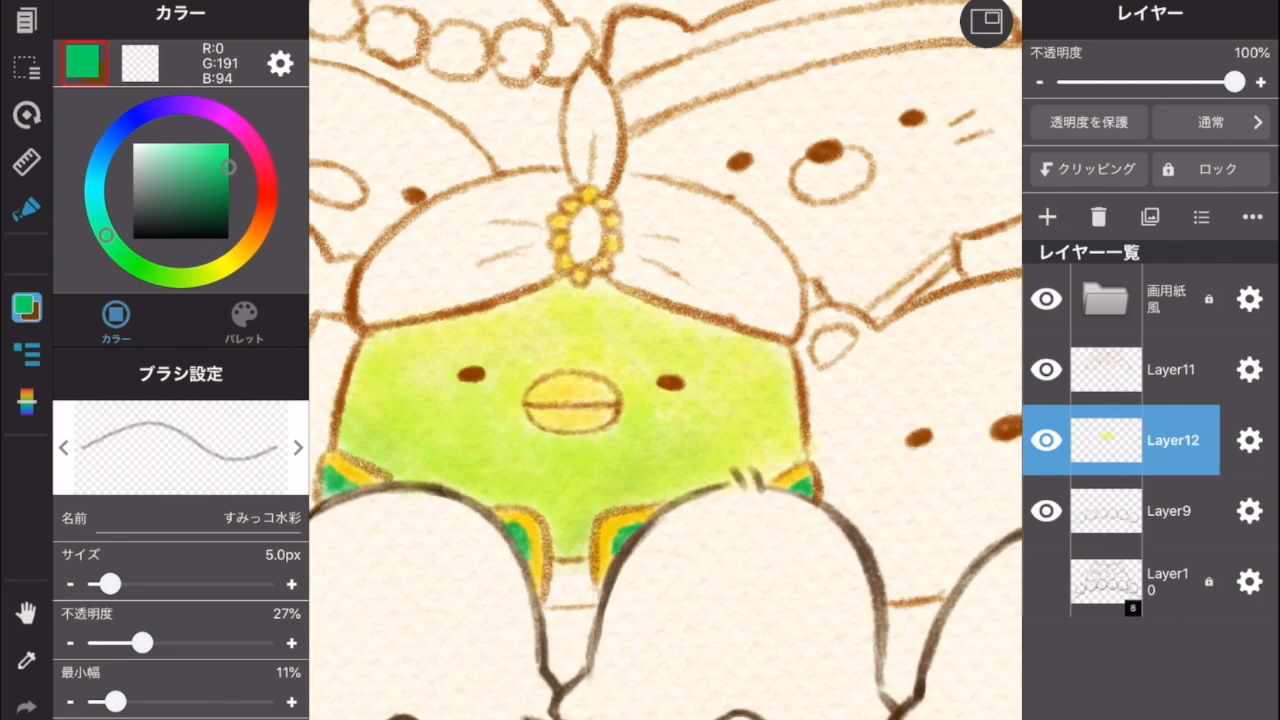 カラー
R:0
G:191
B:94
カラー
パレット
ブラシ設定
名前 すみっコ水彩
サイズ 5.0px
- +
不透明度 27%
- +
最小幅 11%
- +
レイヤー
不透明度 100%
- +
透明度を保護 通常
クリッピング ロック
レイヤー一覧
画用紙
風
Layer11
Layer12
Layer9
Layer1
0
8